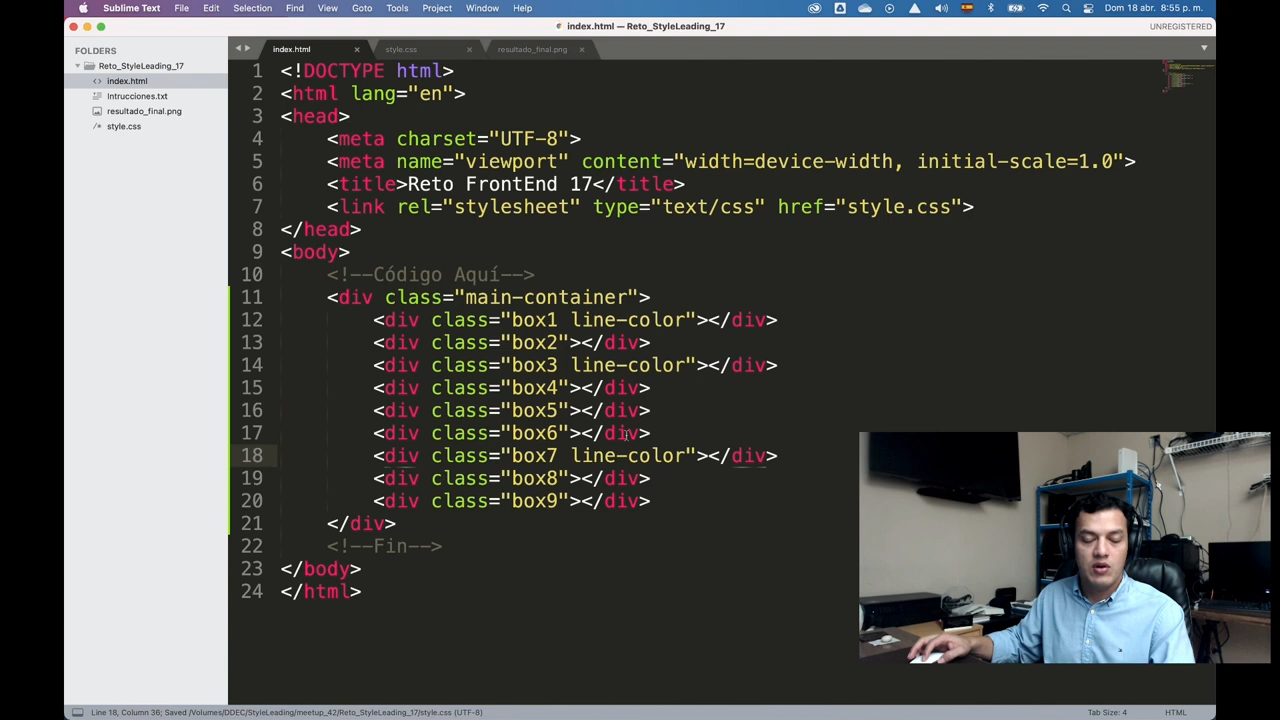 Sublime Text File Edit Selection Find View Goto Tools Project Window Help Dom 18 abr. 8:55 p. m.
index.html — Reto_StyleLeading_17 UNREGISTERED
FOLDERS
Reto_StyleLeading_17
index.html
Intrucciones.txt
resultado_final.png
style.css
index.html style.css resultado_final.png
1 <!DOCTYPE html>
2 <html lang="en">
3 <head>
4 <meta charset="UTF-8">
5 <meta name="viewport" content="width=device-width, initial-scale=1.0">
6 <title>Reto FrontEnd 17</title>
7 <link rel="stylesheet" type="text/css" href="style.css">
8 </head>
9 <body>
10 <!--Código Aquí-->
11 <div class="main-container">
12 <div class="box1 line-color"></div>
13 <div class="box2"></div>
14 <div class="box3 line-color"></div>
15 <div class="box4"></div>
16 <div class="box5"></div>
17 <div class="box6"></div>
18 <div class="box7 line-color"></div>
19 <div class="box8"></div>
20 <div class="box9"></div>
21 </div>
22 <!--Fin-->
23 </body>
24 </html>
Line 18, Column 36; Saved /Volumes/DDEC/StyleLeading/meetup_42/Reto_StyleLeading_17/style.css (UTF-8) Tab Size: 4 HTML